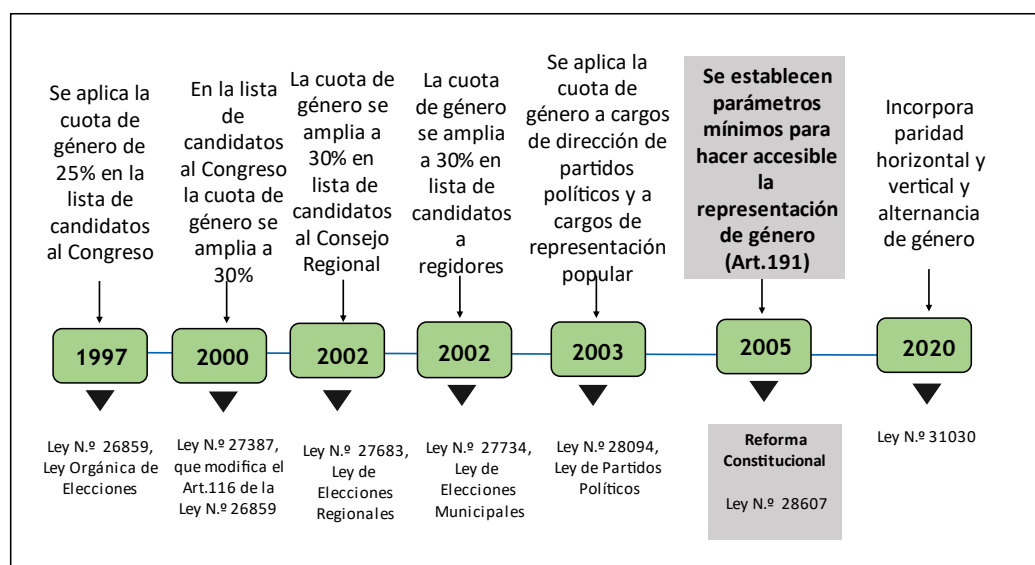 Se aplica la
cuota de
género de
25% en la
lista de
candidatos
al Congreso
En la lista
de
candidatos
al Congreso
la cuota de
género se
amplia a
30%
La cuota de
género se
amplia a
30% en
lista de
candidatos
al Consejo
Regional
La cuota
de género
se amplia
a 30% en
lista de
candidatos
a
regidores
Se aplica la
cuota de
género a cargos
de dirección de
partidos
políticos y a
cargos de
representación
popular
Se establecen
parámetros
mínimos para
hacer accesible
la
representación
de género
(Art.191)
Incorpora
paridad
horizontal y
vertical y
alternancia
de género
1997
2000
2002
2002
2003
2005
2020
Ley N.º 26859,
Ley Orgánica de
Elecciones
Ley N.º 27387,
que modifica el
Art.116 de la
Ley N.º 26859
Ley N.º 27683,
Ley de
Elecciones
Regionales
Ley N.º 27734,
Ley de
Elecciones
Municipales
Ley N.º 28094,
Ley de Partidos
Políticos
Reforma
Constitucional
Ley N.º 28607
Ley N.º 31030